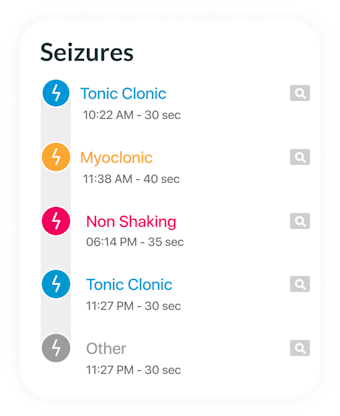 Seizures
Tonic Clonic
10:22 AM - 30 sec
Myoclonic
11:38 AM - 40 sec
Non Shaking
06:14 PM - 35 sec
Tonic Clonic
11:27 PM - 30 sec
Other
11:27 PM - 30 sec